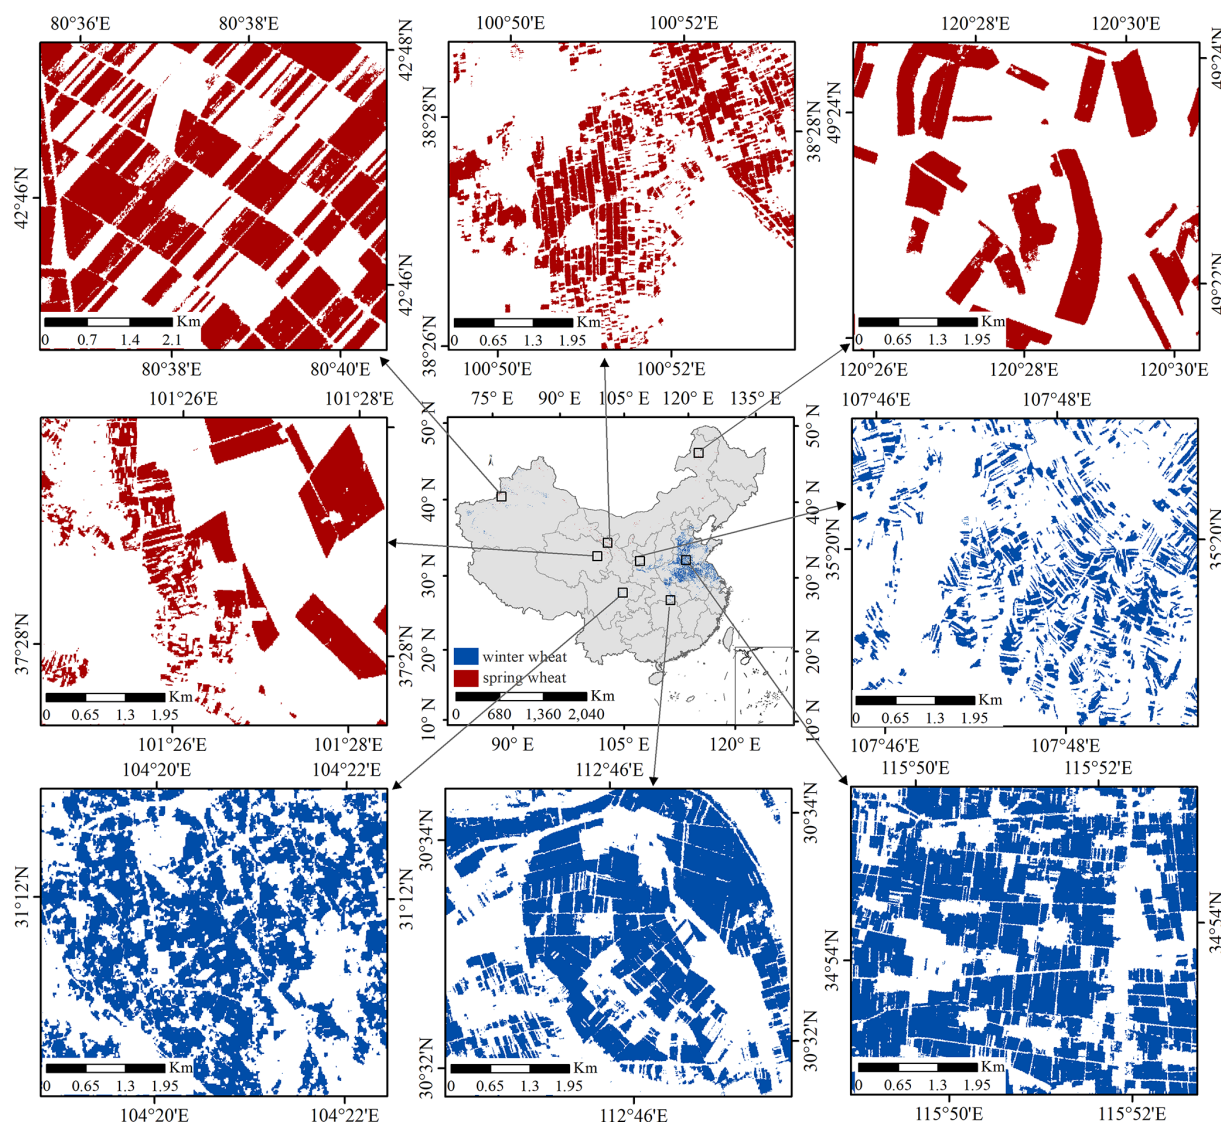 80°36'E 80°38'E 100°50'E 100°52'E 120°28'E 120°30'E
42°48'N
42°46'N
42°46'N
Km
0 0.7 1.4 2.1
80°38'E 80°40'E
38°28'N
38°28'N
38°26'N
Km
0 0.65 1.3 1.95
100°50'E 100°52'E
49°24'N
Km
0 0.65 1.3 1.95
120°26'E 120°28'E 120°30'E
101°26'E 101°28'E
37°28'N
37°28'N
Km
0 0.65 1.3 1.95
101°26'E 101°28'E
75° E 90° E 105° E 120° E 135° E
50° N
40° N
30° N
20° N
10° N
50° N
40° N
30° N
20° N
10° N
winter wheat
spring wheat
Km
0 680 1,360 2,040
90°E 105°E 120°E
107°46'E 107°48'E
35°20'N
35°20'N
Km
0 0.65 1.3 1.95
107°46'E 107°48'E
104°20'E 104°22'E
31°12'N
31°12'N
Km
0 0.65 1.3 1.95
104°20'E 104°22'E
112°46'E
30°34'N
30°34'N
30°32'N
30°32'N
Km
0 0.65 1.3 1.95
112°46'E
115°50'E 115°52'E
34°54'N
34°54'N
Km
0 0.65 1.3 1.95
115°50'E 115°52'E